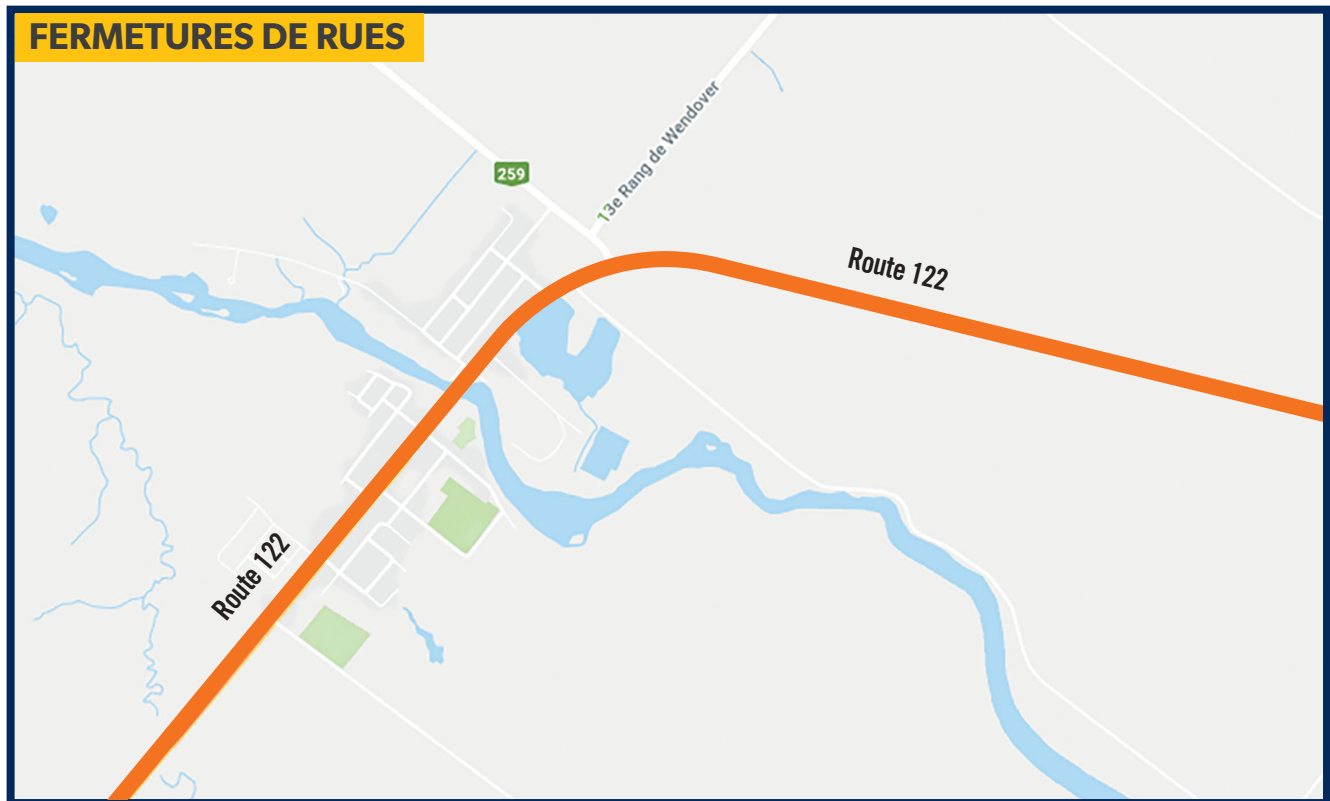 FERMETURES DE RUES
259
13e Rang de Wendover
Route 122
Route 122